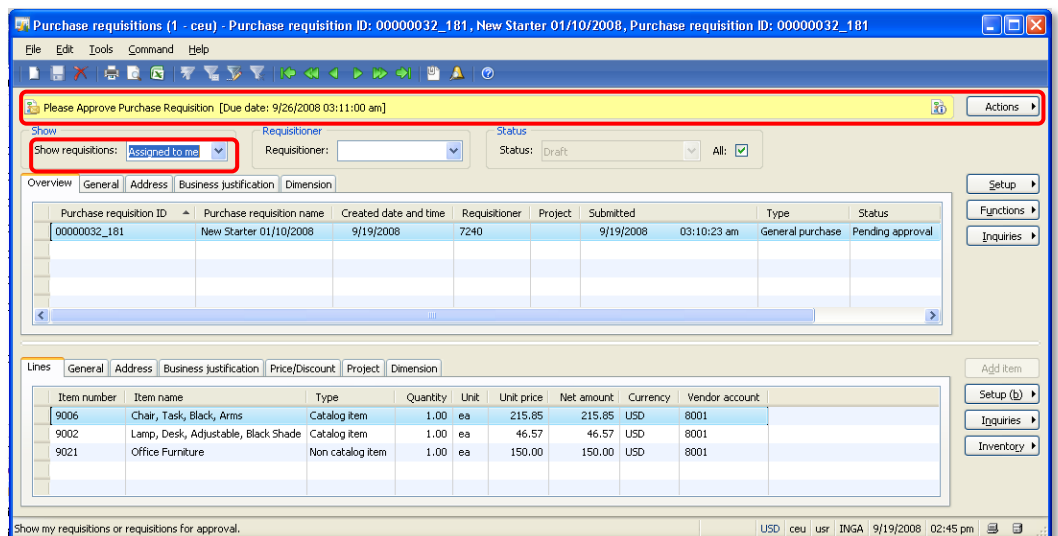 Purchase requisitions (1 - ceu) - Purchase requisition ID: 00000032_181, New Starter 01/10/2008, Purchase requisition ID: 00000032_181
File Edit Tools Command Help
Please Approve Purchase Requisition [Due date: 9/26/2008 03:11:00 am] Actions
Show Requisitioner Status
Show requisitions: Assigned to me Requisitioner: Status: Draft All:
Overview General Address Business justification Dimension Setup
Purchase requisition ID Purchase requisition name Created date and time Requisitioner Project Submitted Type Status Functions
00000032_181 New Starter 01/10/2008 9/19/2008 7240 9/19/2008 03:10:23 am General purchase Pending approval Inquiries
Lines General Address Business justification Price/Discount Project Dimension Add item
Item number Item name Type Quantity Unit Unit price Net amount Currency Vendor account Setup (b)
9006 Chair, Task, Black, Arms Catalog item 1.00 ea 215.85 215.85 USD 8001 Inquiries
9002 Lamp, Desk, Adjustable, Black Shade Catalog item 1.00 ea 46.57 46.57 USD 8001
9021 Office Furniture Non catalog item 1.00 ea 150.00 150.00 USD 8001 Inventory
Show my requisitions or requisitions for approval. USD ceu usr INGA 9/19/2008 02:45 pm